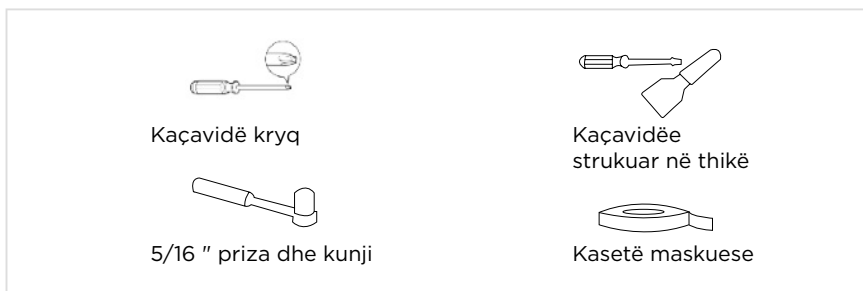 Kaçavidë kryq
Kaçavidëe
strukuar në thikë
5/16 " priza dhe kunji
Kasetë maskuese